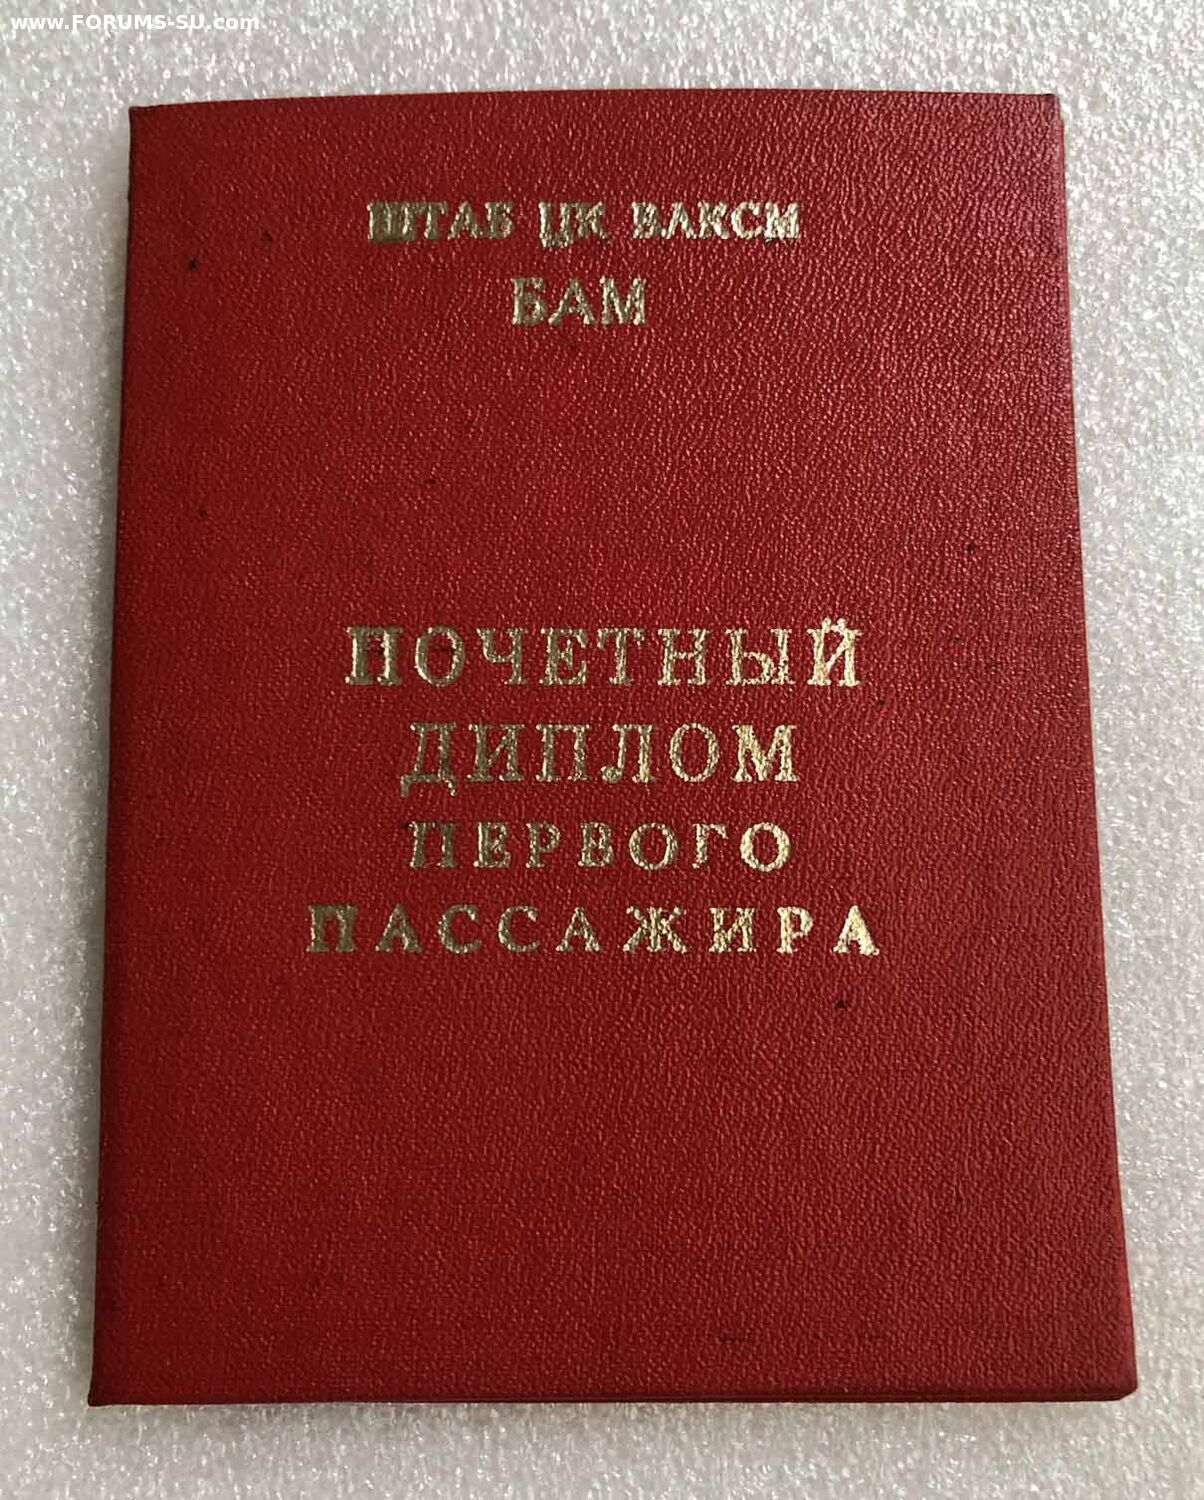 www.FORUMS-SU.com
ШТАБ ЦК ВЛКСМ
БАМ
ПОЧЕТНЫЙ
ДИПЛОМ
ПЕРВОГО
ПАССАЖИРА